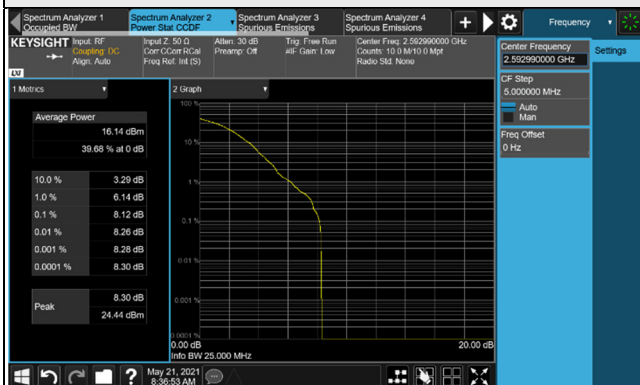 Spectrum Analyzer 1
Occupied BW
Spectrum Analyzer 2
Power Stat CCDF
Spectrum Analyzer 3
Spurious Emissions
Spectrum Analyzer 4
Spurious Emissions
Frequency
KEYSIGHT
Input: RF
Coupling: DC
Align: Auto
Input Z: 50 Ω
Corr CCorr RCal
Freq Ref: Int (S)
Atten: 30 dB
Preamp: Off
Trig: Free Run
#IF Gain: Low
Center Freq: 2.592990000 GHz
Counts: 10.0 M/10.0 Mpt
Radio Std: None
LXI
Center Frequency
2.592990000 GHz
Settings
CF Step
5.000000 MHz
Auto
Man
Freq Offset
0 Hz
1 Metrics
Average Power
16.14 dBm
39.68 % at 0 dB
10.0 % 3.29 dB
1.0 % 6.14 dB
0.1 % 8.12 dB
0.01 % 8.26 dB
0.001 % 8.28 dB
0.0001 % 8.30 dB
Peak
8.30 dB
24.44 dBm
2 Graph
100 %
10 %
1 %
0.1 %
0.01 %
0.001 %
0.0001 %
0.00 dB
20.00 dB
Info BW 25.000 MHz
?
May 21, 2021
8:36:53 AM